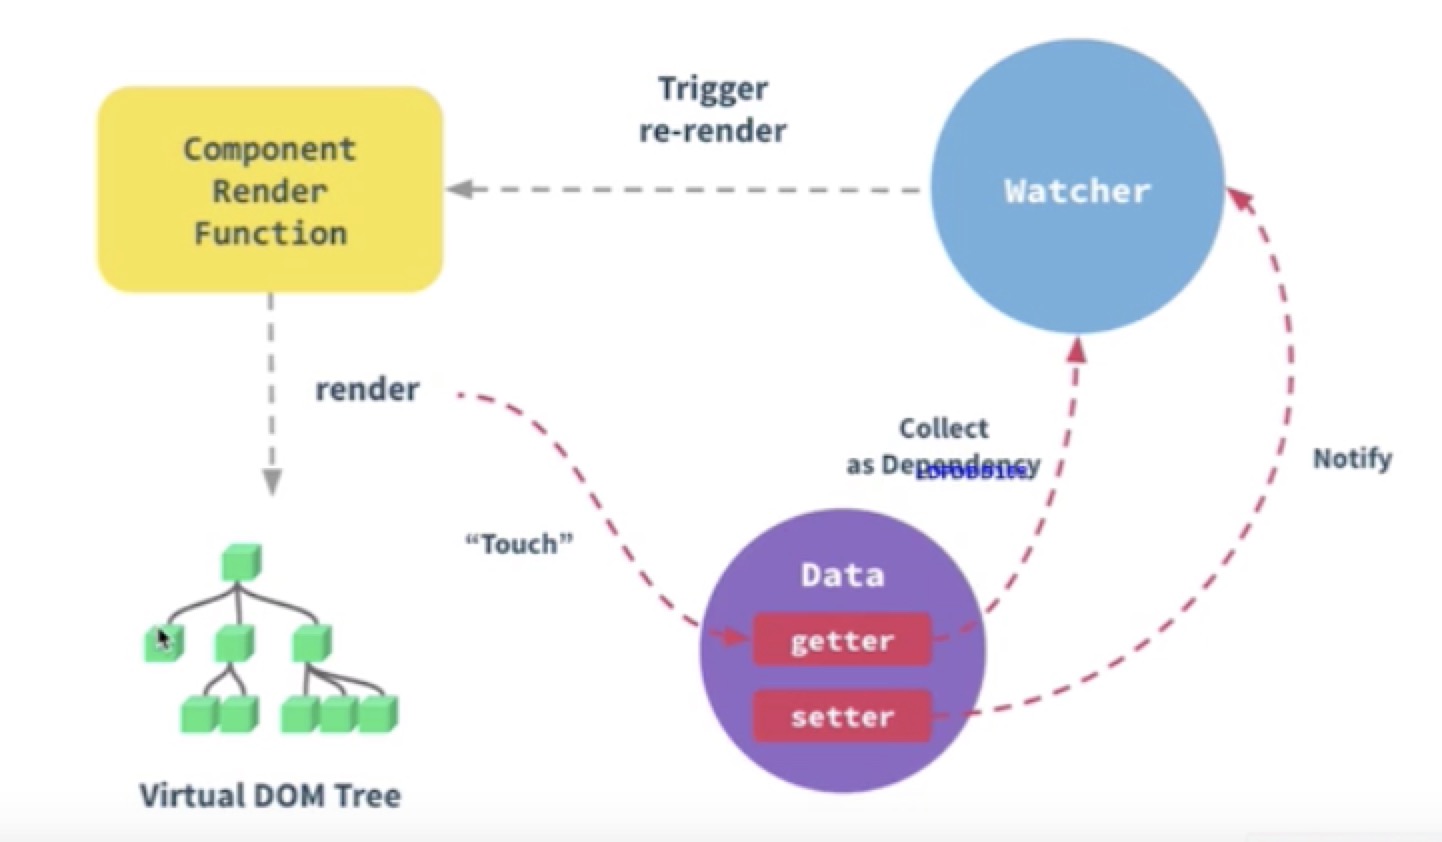 Trigger
re-render
Component
Render
Function
Watcher
render
Collect
as Dependency
Notify
“Touch”
Data
getter
setter
Virtual DOM Tree